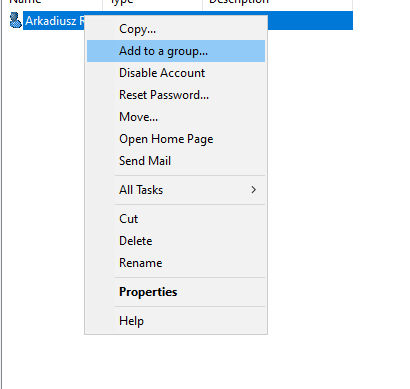 Name Type Description
Arkadiusz
Copy...
Add to a group...
Disable Account
Reset Password...
Move...
Open Home Page
Send Mail
All Tasks
Cut
Delete
Rename
Properties
Help